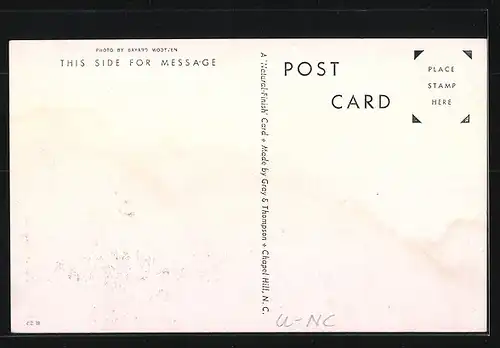 PHOTO BY BAYARD WOOTTEN
THIS SIDE FOR MESSAGE
A 'Natural-Finish' Card + Made by Gray & Thompson + Chapel Hill, N. C.
POST
CARD
PLACE
STAMP
HERE
U-NC